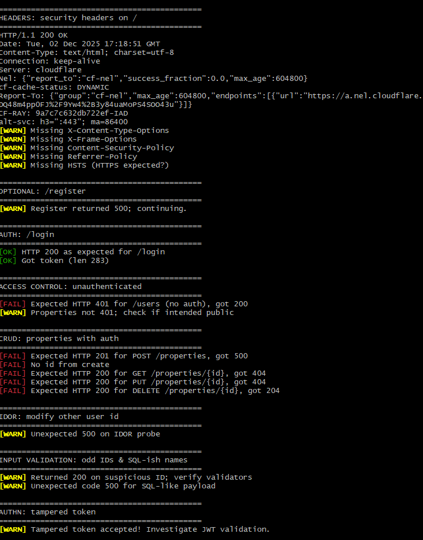 ==========================================
HEADERS: security headers on /
==========================================
HTTP/1.1 200 OK
Date: Tue, 02 Dec 2025 17:18:51 GMT
Content-Type: text/html; charset=utf-8
Connection: keep-alive
Server: cloudflare
Nel: {"report_to":"cf-nel","success_fraction":0.0,"max_age":604800}
cf-cache-status: DYNAMIC
Report-To: {"group":"cf-nel","max_age":604800,"endpoints":[{"url":"https://a.nel.cloudflare.
CF-RAY: 9a7c7c632db722ef-IAD
alt-svc: h3=":443"; ma=86400
[WARN] Missing X-Content-Type-Options
[WARN] Missing X-Frame-Options
[WARN] Missing Content-Security-Policy
[WARN] Missing Referrer-Policy
[WARN] Missing HSTS (HTTPS expected?)
==========================================
OPTIONAL: /register
==========================================
[WARN] Register returned 500; continuing.
==========================================
AUTH: /login
==========================================
[OK] HTTP 200 as expected for /login
[OK] Got token (len 283)
==========================================
ACCESS CONTROL: unauthenticated
==========================================
[FAIL] Expected HTTP 401 for /users (no auth), got 200
[WARN] Properties not 401; check if intended public
==========================================
CRUD: properties with auth
==========================================
[FAIL] Expected HTTP 201 for POST /properties, got 500
[FAIL] No id from create
[FAIL] Expected HTTP 200 for GET /properties/{id}, got 404
[FAIL] Expected HTTP 200 for PUT /properties/{id}, got 404
[FAIL] Expected HTTP 200 for DELETE /properties/{id}, got 204
==========================================
IDOR: modify other user id
==========================================
[WARN] Unexpected 500 on IDOR probe
==========================================
INPUT VALIDATION: odd IDs & SQL-ish names
==========================================
[WARN] Returned 200 on suspicious ID; verify validators
[WARN] Unexpected code 500 for SQL-like payload
==========================================
AUTHN: tampered token
==========================================
[WARN] Tampered token accepted! Investigate JWT validation.